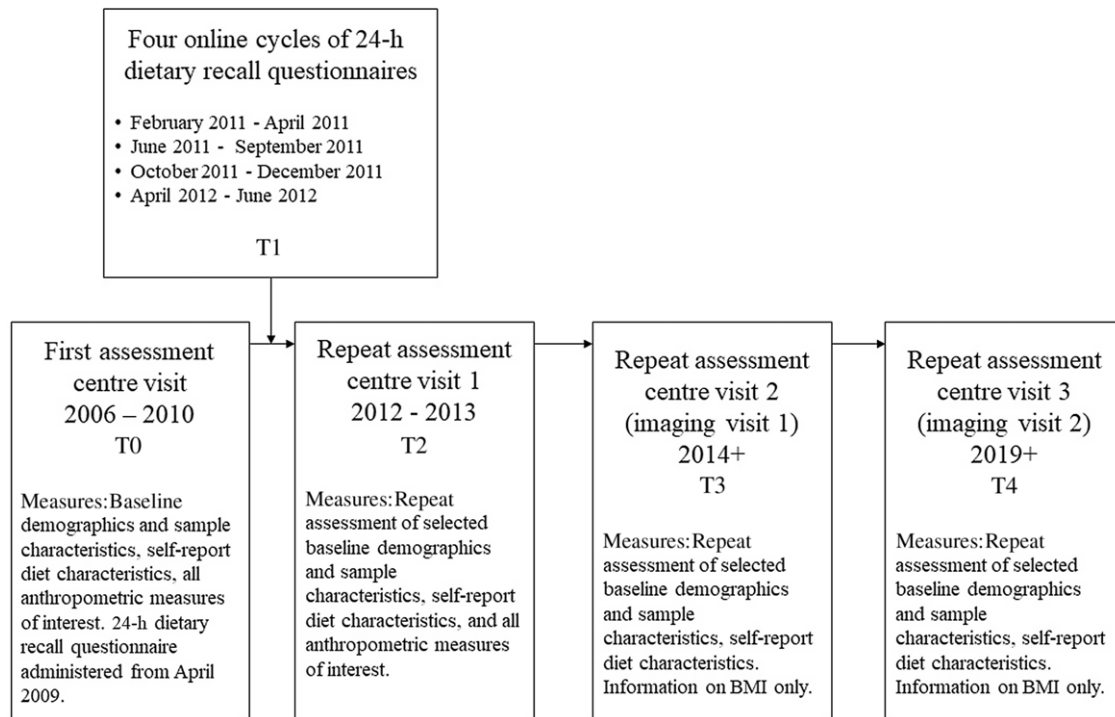 Four online cycles of 24-h
dietary recall questionnaires
• February 2011 - April 2011
• June 2011 - September 2011
• October 2011 - December 2011
• April 2012 - June 2012
T1
First assessment
centre visit
2006 – 2010
T0
Measures:Baseline
demographics and sample
characteristics, self-report
diet characteristics, all
anthropometric measures
of interest. 24-h dietary
recall questionnaire
administered from April
2009.
Repeat assessment
centre visit 1
2012 - 2013
T2
Measures:Repeat
assessment of selected
baseline demographics
and sample
characteristics, self-report
diet characteristics, and all
anthropometric measures
of interest.
Repeat assessment
centre visit 2
(imaging visit 1)
2014+
T3
Measures:Repeat
assessment of selected
baseline demographics
and sample
characteristics, self-report
diet characteristics.
Information on BMI only.
Repeat assessment
centre visit 3
(imaging visit 2)
2019+
T4
Measures:Repeat
assessment of selected
baseline demographics
and sample
characteristics, self-report
diet characteristics.
Information on BMI only.